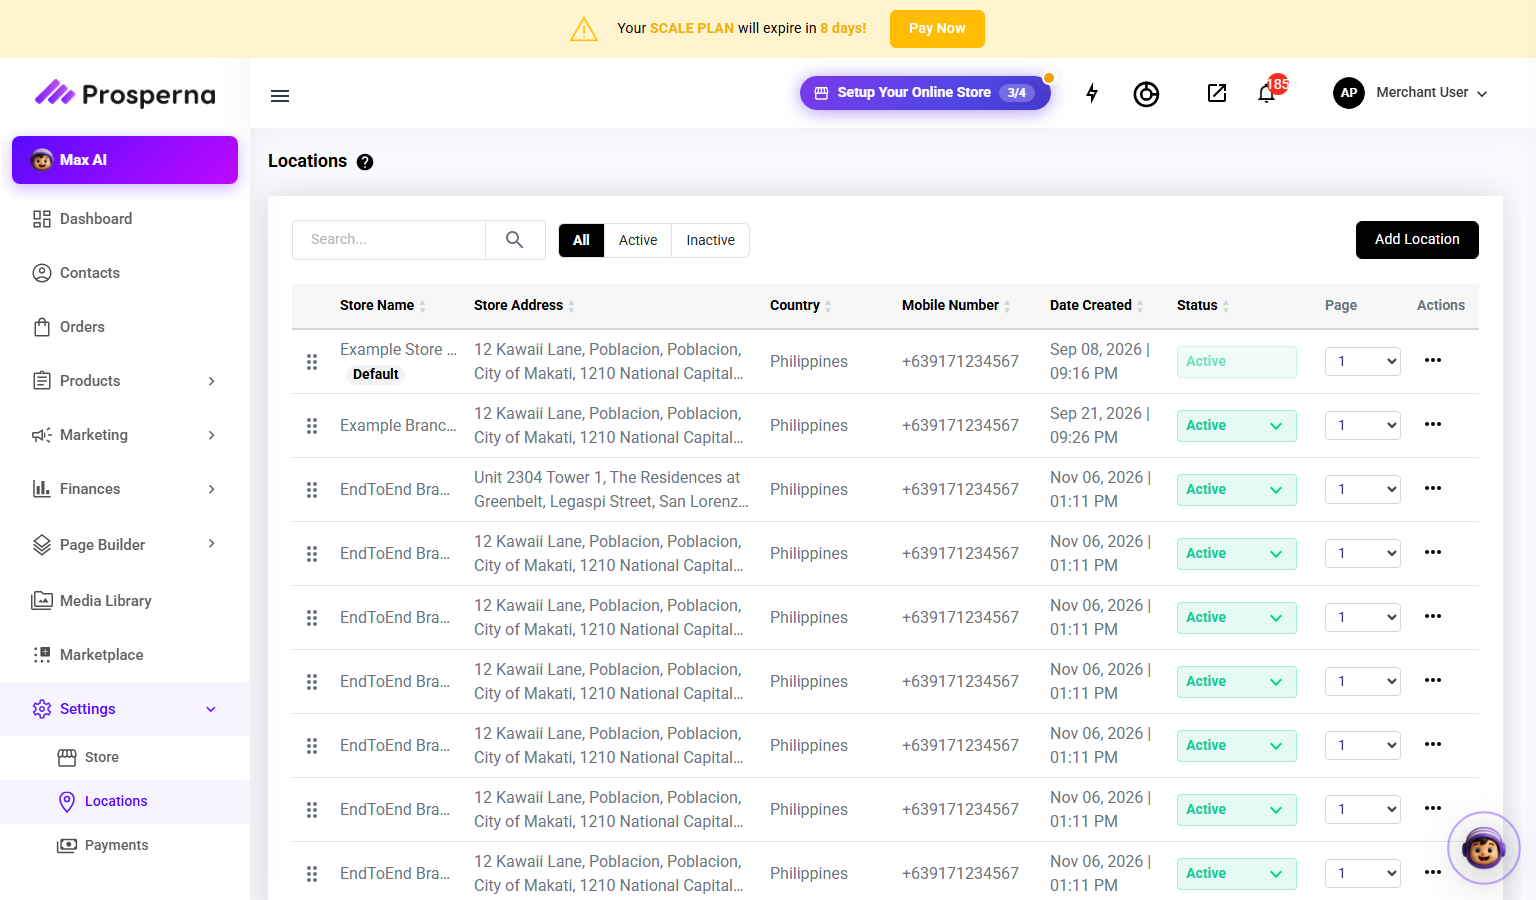 Your SCALE PLAN will expire in 8 days!
Pay Now
Prosperna
Setup Your Online Store 3/4
185
AP
Merchant User
Max AI
Dashboard
Contacts
Orders
Products
Marketing
Finances
Page Builder
Media Library
Marketplace
Settings
Store
Locations
Payments
Locations
Search...
All
Active
Inactive
Add Location
Store Name Store Address Country Mobile Number Date Created Status Page Actions
Example Store ... 12 Kawaii Lane, Poblacion, Poblacion, Philippines +639171234567 Sep 08, 2026 | Active 1
Default City of Makati, 1210 National Capital... 09:16 PM
Example Branc... 12 Kawaii Lane, Poblacion, Poblacion, Philippines +639171234567 Sep 21, 2026 | Active 1
City of Makati, 1210 National Capital... 09:26 PM
EndToEnd Bra... Unit 2304 Tower 1, The Residences at Philippines +639171234567 Nov 06, 2026 | Active 1
Greenbelt, Legaspi Street, San Lorenz... 01:11 PM
EndToEnd Bra... 12 Kawaii Lane, Poblacion, Poblacion, Philippines +639171234567 Nov 06, 2026 | Active 1
City of Makati, 1210 National Capital... 01:11 PM
EndToEnd Bra... 12 Kawaii Lane, Poblacion, Poblacion, Philippines +639171234567 Nov 06, 2026 | Active 1
City of Makati, 1210 National Capital... 01:11 PM
EndToEnd Bra... 12 Kawaii Lane, Poblacion, Poblacion, Philippines +639171234567 Nov 06, 2026 | Active 1
City of Makati, 1210 National Capital... 01:11 PM
EndToEnd Bra... 12 Kawaii Lane, Poblacion, Poblacion, Philippines +639171234567 Nov 06, 2026 | Active 1
City of Makati, 1210 National Capital... 01:11 PM
EndToEnd Bra... 12 Kawaii Lane, Poblacion, Poblacion, Philippines +639171234567 Nov 06, 2026 | Active 1
City of Makati, 1210 National Capital... 01:11 PM
EndToEnd Bra... 12 Kawaii Lane, Poblacion, Poblacion, Philippines +639171234567 Nov 06, 2026 | Active 1
City of Makati, 1210 National Capital... 01:11 PM